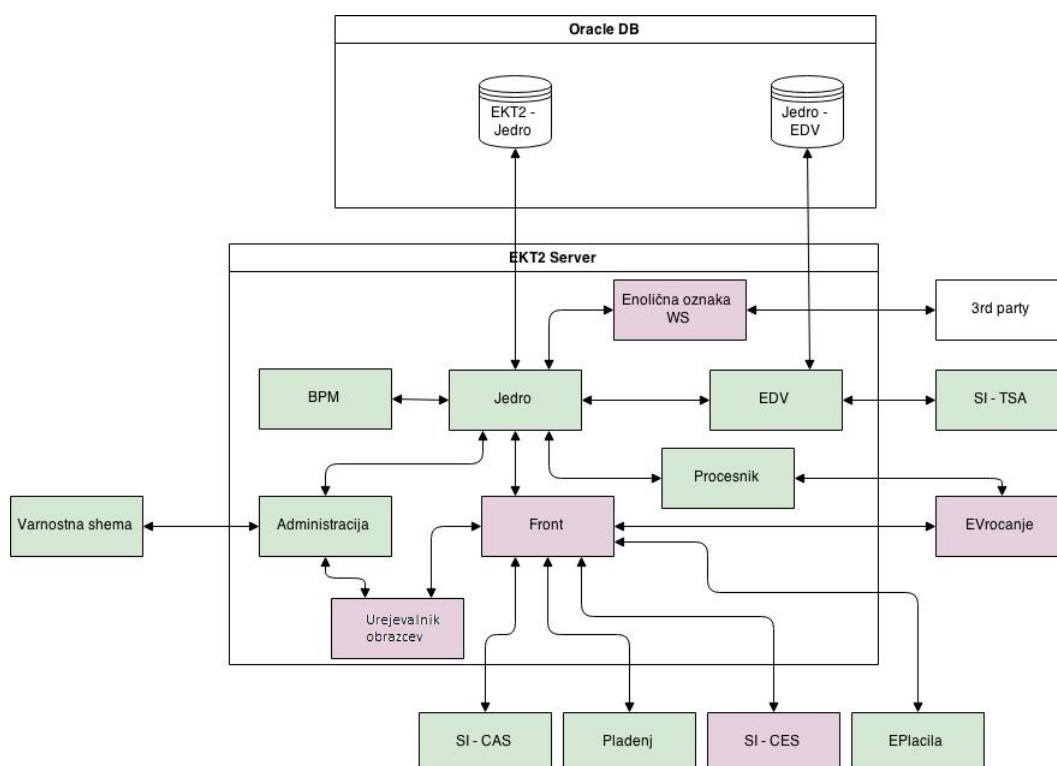 Oracle DB
EKT2 -
Jedro
Jedro -
EDV
EKT2 Server
Enolična oznaka
WS
3rd party
BPM
Jedro
EDV
SI - TSA
Procesnik
Varnostna shema
Administracija
Front
EVrocanje
Urejevalnik
obrazcev
SI - CAS
Pladenj
SI - CES
EPlacila